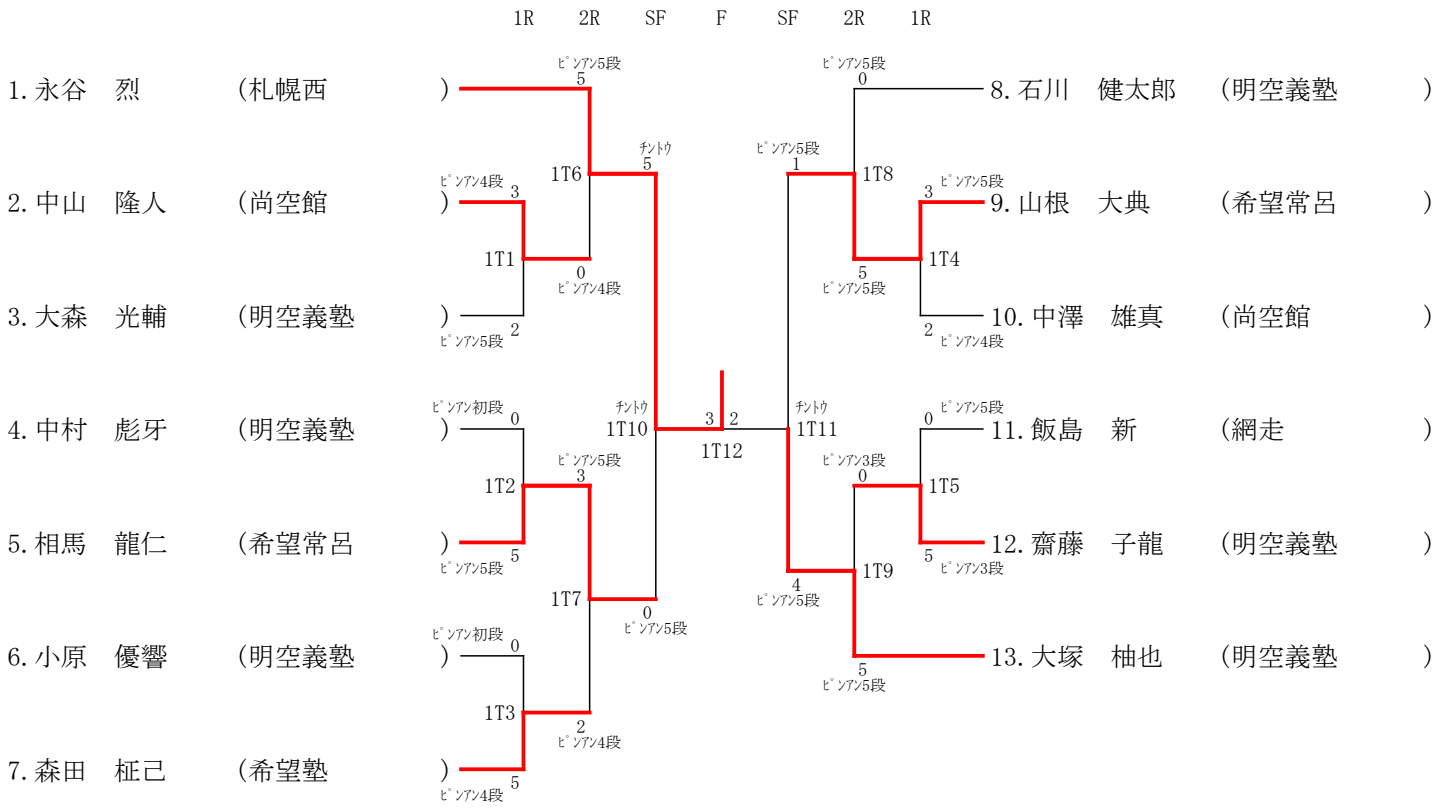 1R 2R SF F SF 2R 1R
ﾋﾟﾝｱﾝ5段 ﾋﾟﾝｱﾝ5段
5 0
1.永谷 烈 (札幌西 ) 8.石川 健太郎 (明空義塾 )
ﾁﾝﾄｳ ﾋﾟﾝｱﾝ5段
5 1
1T6 1T8
ﾋﾟﾝｱﾝ4段 ﾋﾟﾝｱﾝ5段
3 3
2.中山 隆人 (尚空館 ) 9.山根 大典 (希望常呂 )
1T1 1T4
0 5
ﾋﾟﾝｱﾝ4段 ﾋﾟﾝｱﾝ5段
3.大森 光輔 (明空義塾 ) 10.中澤 雄真 (尚空館 )
2 2
ﾋﾟﾝｱﾝ5段 ﾋﾟﾝｱﾝ4段
ﾋﾟﾝｱﾝ初段 ﾁﾝﾄｳ ﾁﾝﾄｳ ﾋﾟﾝｱﾝ5段
0 3 2 0
4.中村 彪牙 (明空義塾 ) 1T10 1T11 11.飯島 新 (網走 )
1T12
ﾋﾟﾝｱﾝ5段 ﾋﾟﾝｱﾝ3段
3 0
1T2 1T5
5.相馬 龍仁 (希望常呂 ) 12.齋藤 子龍 (明空義塾 )
5 5
ﾋﾟﾝｱﾝ5段 ﾋﾟﾝｱﾝ3段
1T9
4
ﾋﾟﾝｱﾝ5段
1T7
0
ﾋﾟﾝｱﾝ5段
ﾋﾟﾝｱﾝ初段
0
6.小原 優響 (明空義塾 ) 13.大塚 柚也 (明空義塾 )
5
ﾋﾟﾝｱﾝ5段
1T3
2
ﾋﾟﾝｱﾝ4段
7.森田 柾己 (希望塾 )
5
ﾋﾟﾝｱﾝ4段